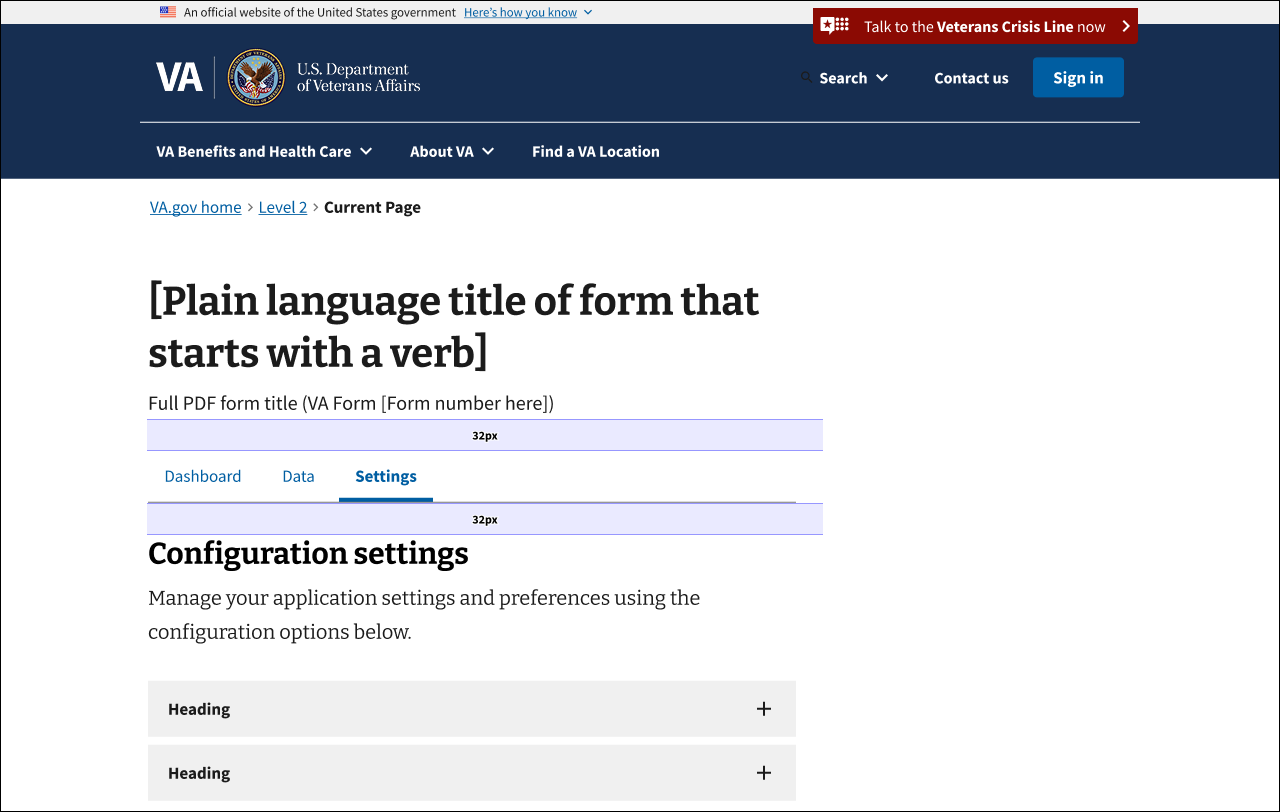 An official website of the United States government Here's how you know
Talk to the Veterans Crisis Line now
VA U.S. Department
of Veterans Affairs
Search Contact us Sign in
VA Benefits and Health Care About VA Find a VA Location
VA.gov home › Level 2 › Current Page
[Plain language title of form that
starts with a verb]
Full PDF form title (VA Form [Form number here])
32px
Dashboard Data Settings
32px
Configuration settings
Manage your application settings and preferences using the
configuration options below.
Heading
Heading